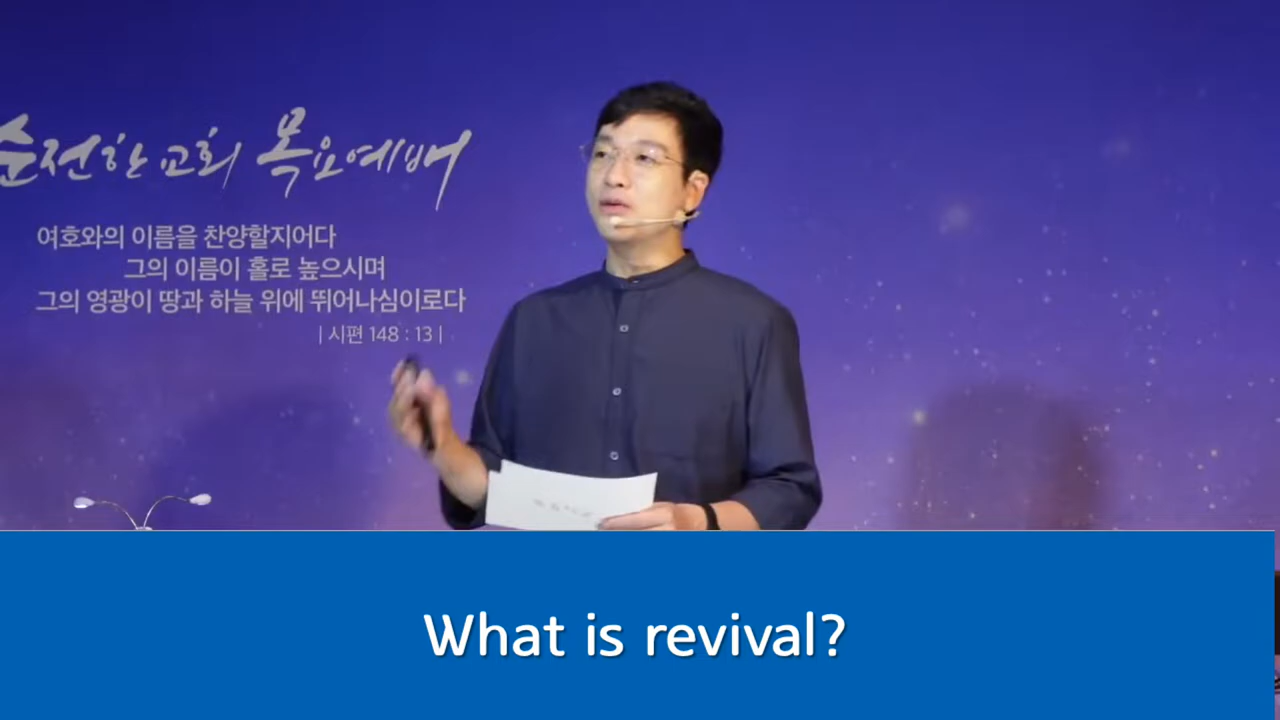 순전한 교회 목요예배
여호와의 이름을 찬양할지어다
그의 이름이 홀로 높으시며
그의 영광이 땅과 하늘 위에 뛰어나심이로다
| 시편 148 : 13 |
What is revival?